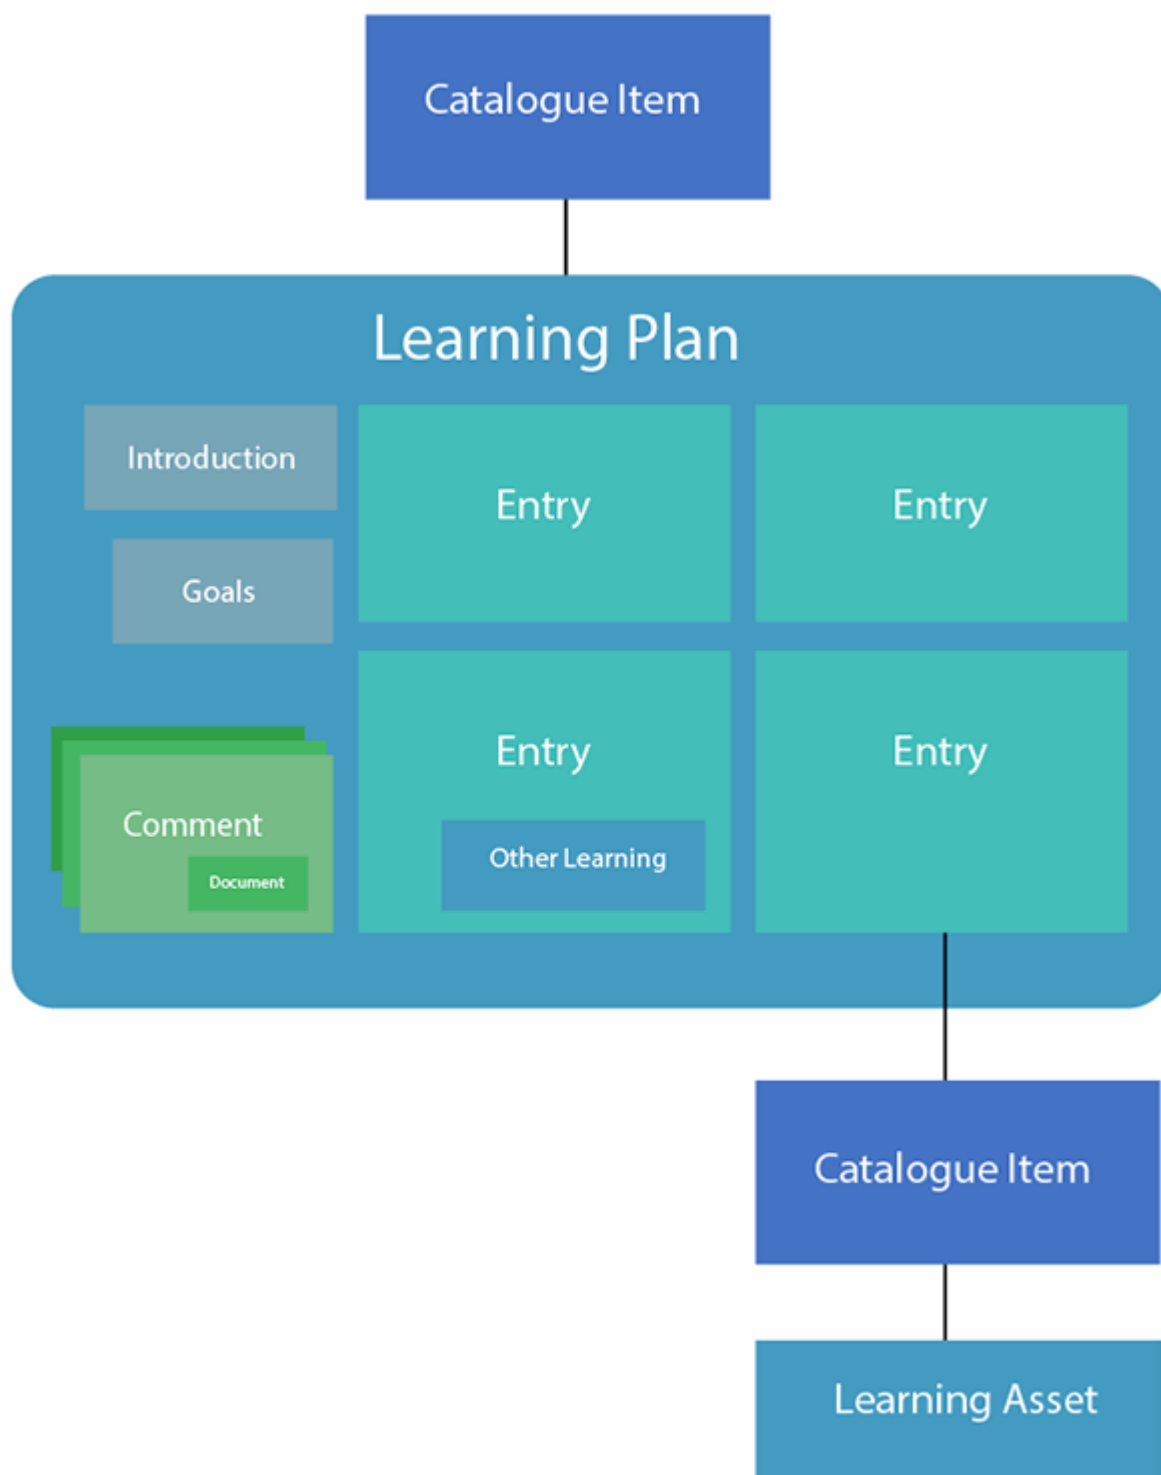 Catalogue Item
Learning Plan
Introduction
Goals
Entry
Entry
Entry
Other Learning
Entry
Comment
Document
Catalogue Item
Learning Asset